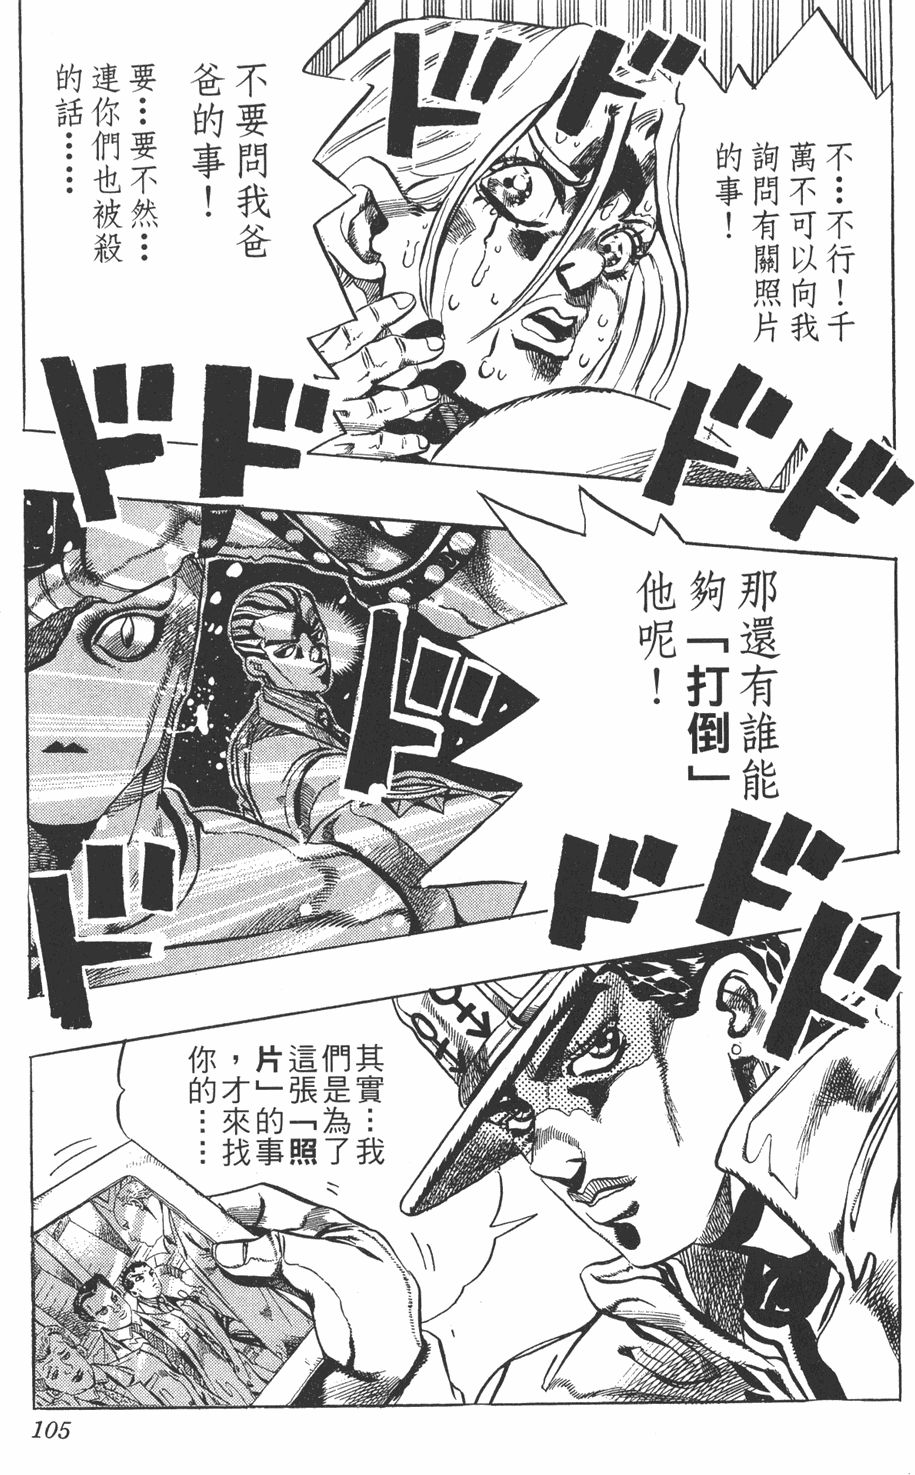 不…不行！千
萬不可以向我
詢問有關照片
的事！
不要問我爸
爸的事！
要…要不然…
連你們也被殺
的話……
ドド
ドド
ドド
那還有誰能
夠「打倒」
他呢！
ド
ド
ドドド
其實…我
們是為了
這張「照
片」的事
，才來找
你的……
105